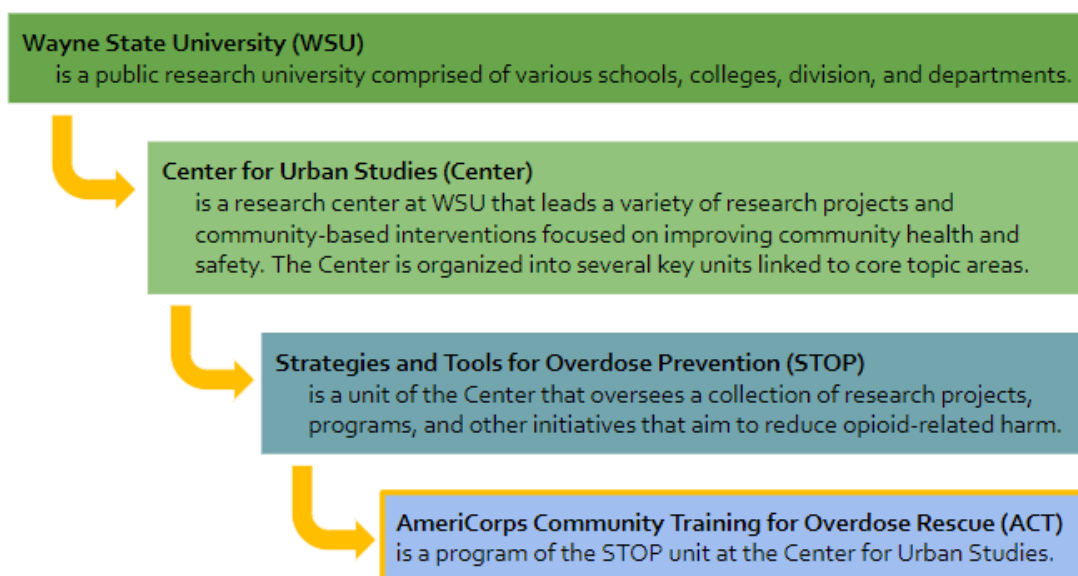 Wayne State University (WSU)
is a public research university comprised of various schools, colleges, division, and departments.
Center for Urban Studies (Center)
is a research center at WSU that leads a variety of research projects and
community-based interventions focused on improving community health and
safety. The Center is organized into several key units linked to core topic areas.
Strategies and Tools for Overdose Prevention (STOP)
is a unit of the Center that oversees a collection of research projects,
programs, and other initiatives that aim to reduce opioid-related harm.
AmeriCorps Community Training for Overdose Rescue (ACT)
is a program of the STOP unit at the Center for Urban Studies.